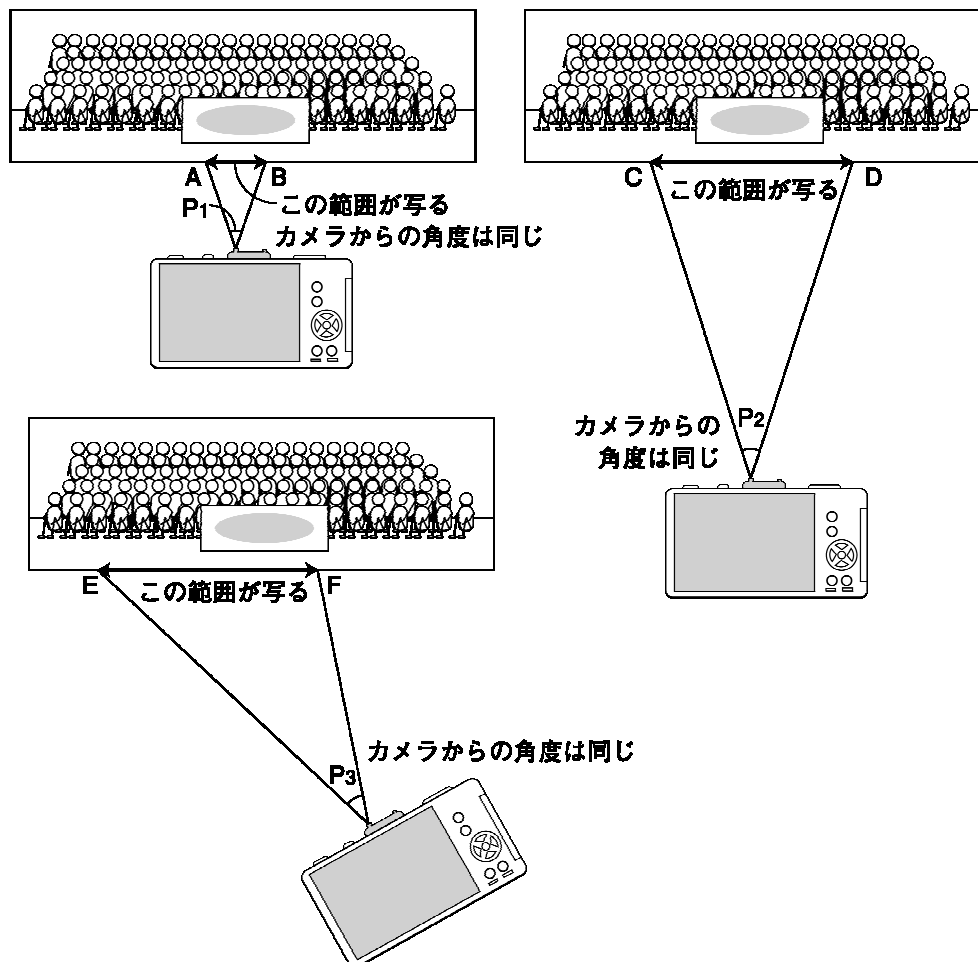 A B
P1
この範囲が写る
カメラからの角度は同じ
C D
この範囲が写る
P2
カメラからの
角度は同じ
E F
この範囲が写る
P3
カメラからの角度は同じ